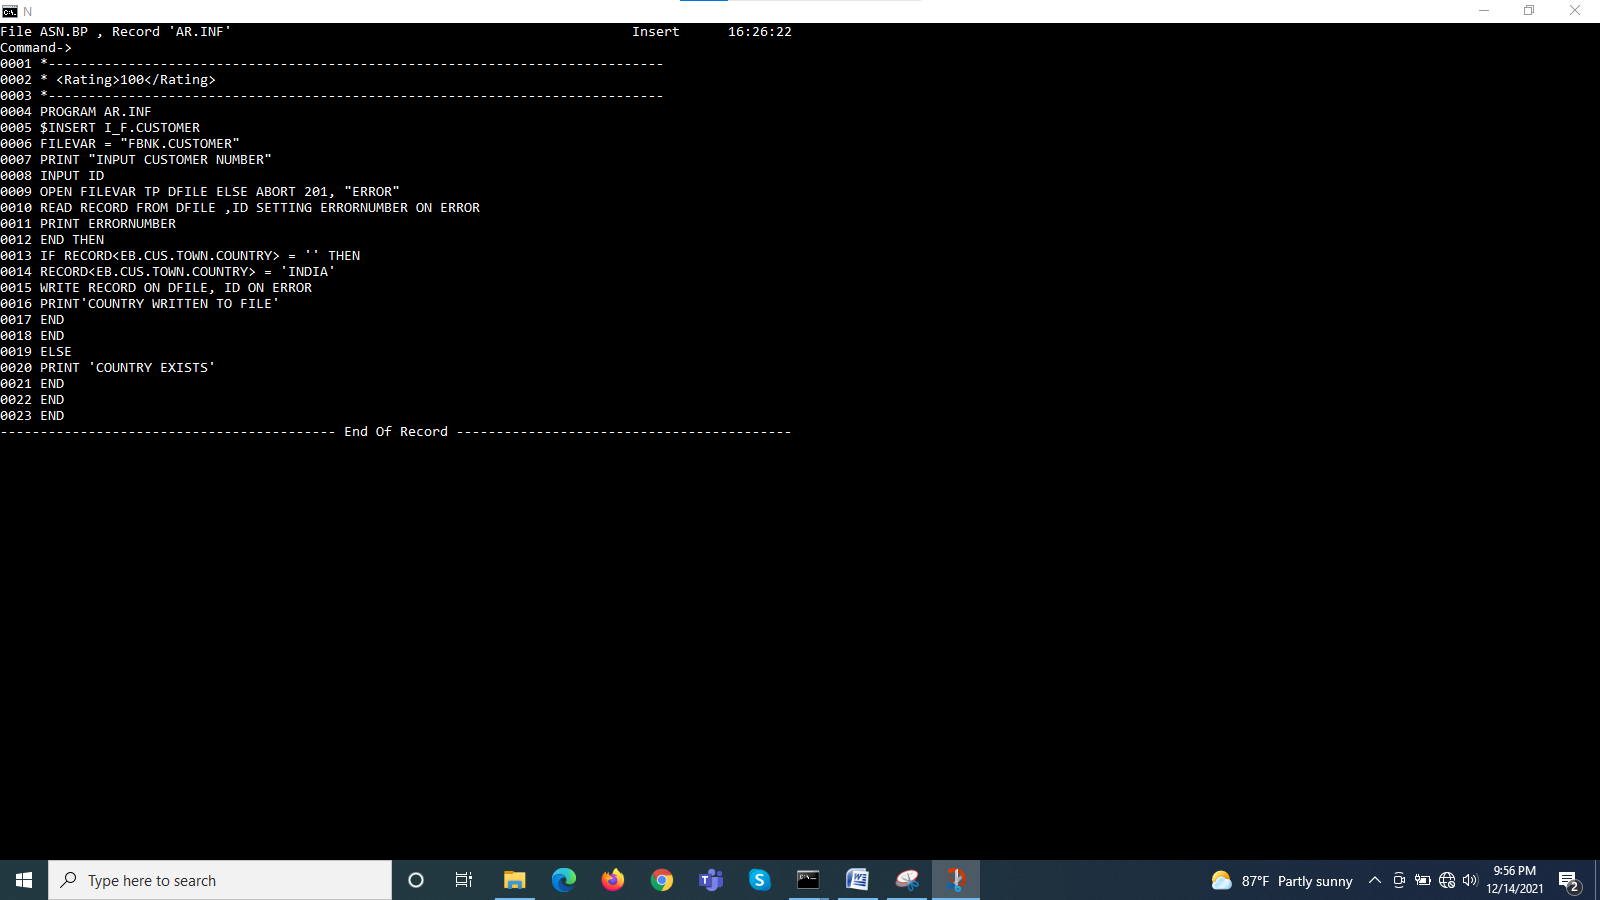 N
File ASN.BP , Record 'AR.INF' Insert 16:26:22
Command->
0001 *-----------------------------------------------------------------------------
0002 * <Rating>100</Rating>
0003 *-----------------------------------------------------------------------------
0004 PROGRAM AR.INF
0005 $INSERT I_F.CUSTOMER
0006 FILEVAR = "FBNK.CUSTOMER"
0007 PRINT "INPUT CUSTOMER NUMBER"
0008 INPUT ID
0009 OPEN FILEVAR TP DFILE ELSE ABORT 201, "ERROR"
0010 READ RECORD FROM DFILE ,ID SETTING ERRORNUMBER ON ERROR
0011 PRINT ERRORNUMBER
0012 END THEN
0013 IF RECORD<EB.CUS.TOWN.COUNTRY> = '' THEN
0014 RECORD<EB.CUS.TOWN.COUNTRY> = 'INDIA'
0015 WRITE RECORD ON DFILE, ID ON ERROR
0016 PRINT'COUNTRY WRITTEN TO FILE'
0017 END
0018 END
0019 ELSE
0020 PRINT 'COUNTRY EXISTS'
0021 END
0022 END
0023 END
------------------------------------------ End Of Record ------------------------------------------
Type here to search
87°F Partly sunny
9:56 PM
12/14/2021
2